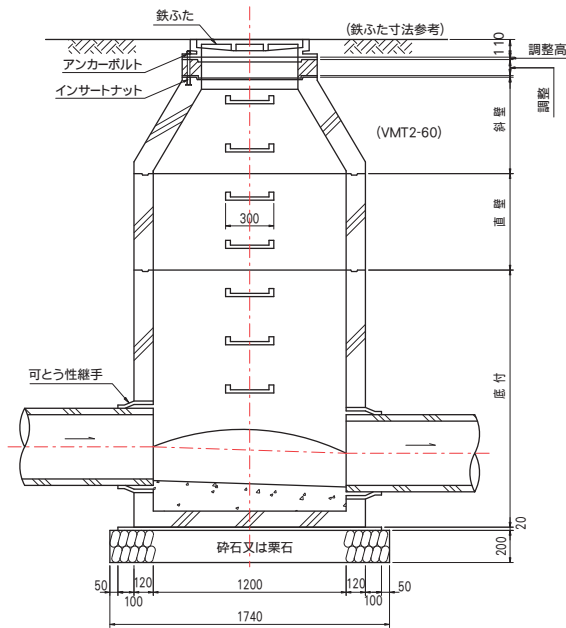 鉄ふた
(鉄ふた寸法参考)
110
調整高
アンカーボルト
インサートナット
調整
斜壁
(VMT2-60)
300
直壁
可とう性継手
底付
20
砕石又は栗石
200
50
120
1200
120
50
100
100
1740